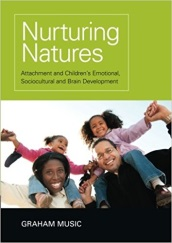 Nurturing
Natures
Attachment and Children's Emotional,
Sociocultural and Brain Development
GRAHAM MUSIC